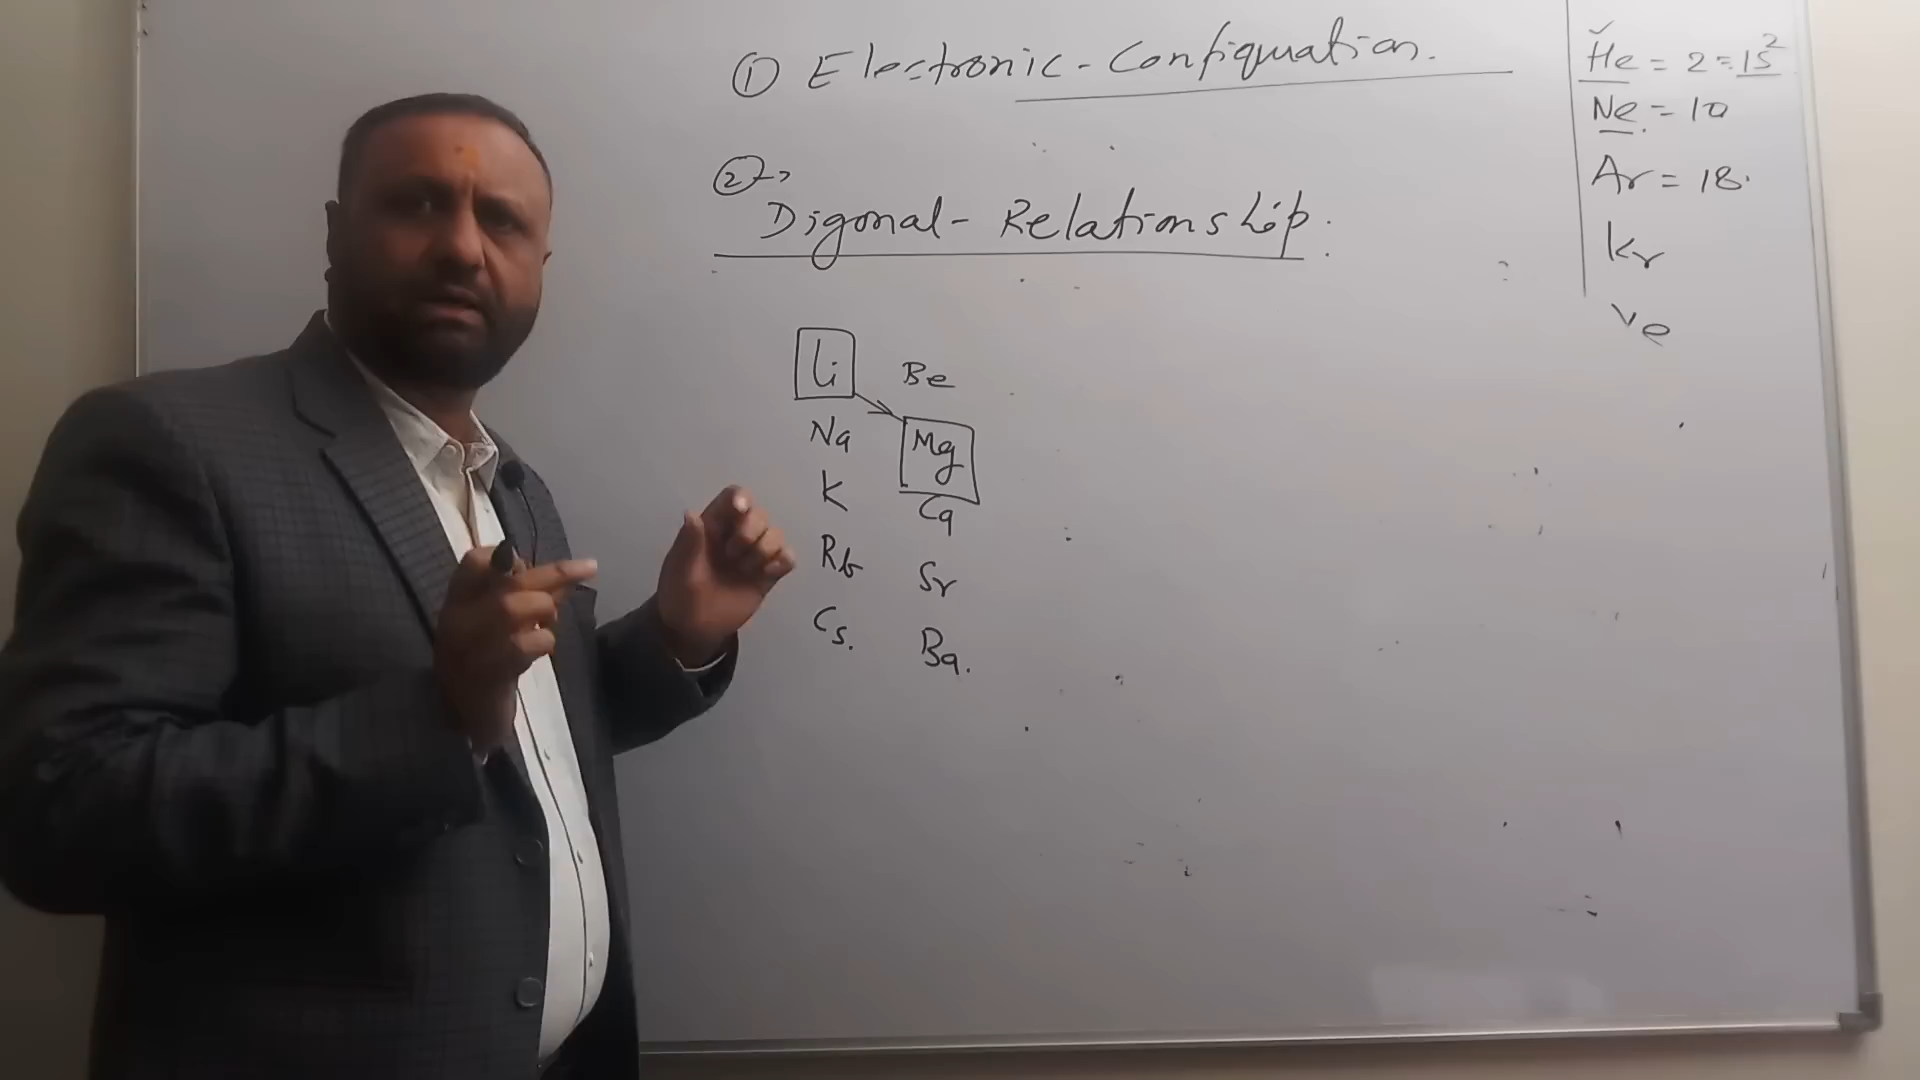 ① Electronic - Configuration.
② →
Digonal - Relationship.
Li Be
Na Mg
K Ca
Rb Sr
Cs. Ba.
He = 2 = 1s²
Ne = 10
Ar = 18.
Kr